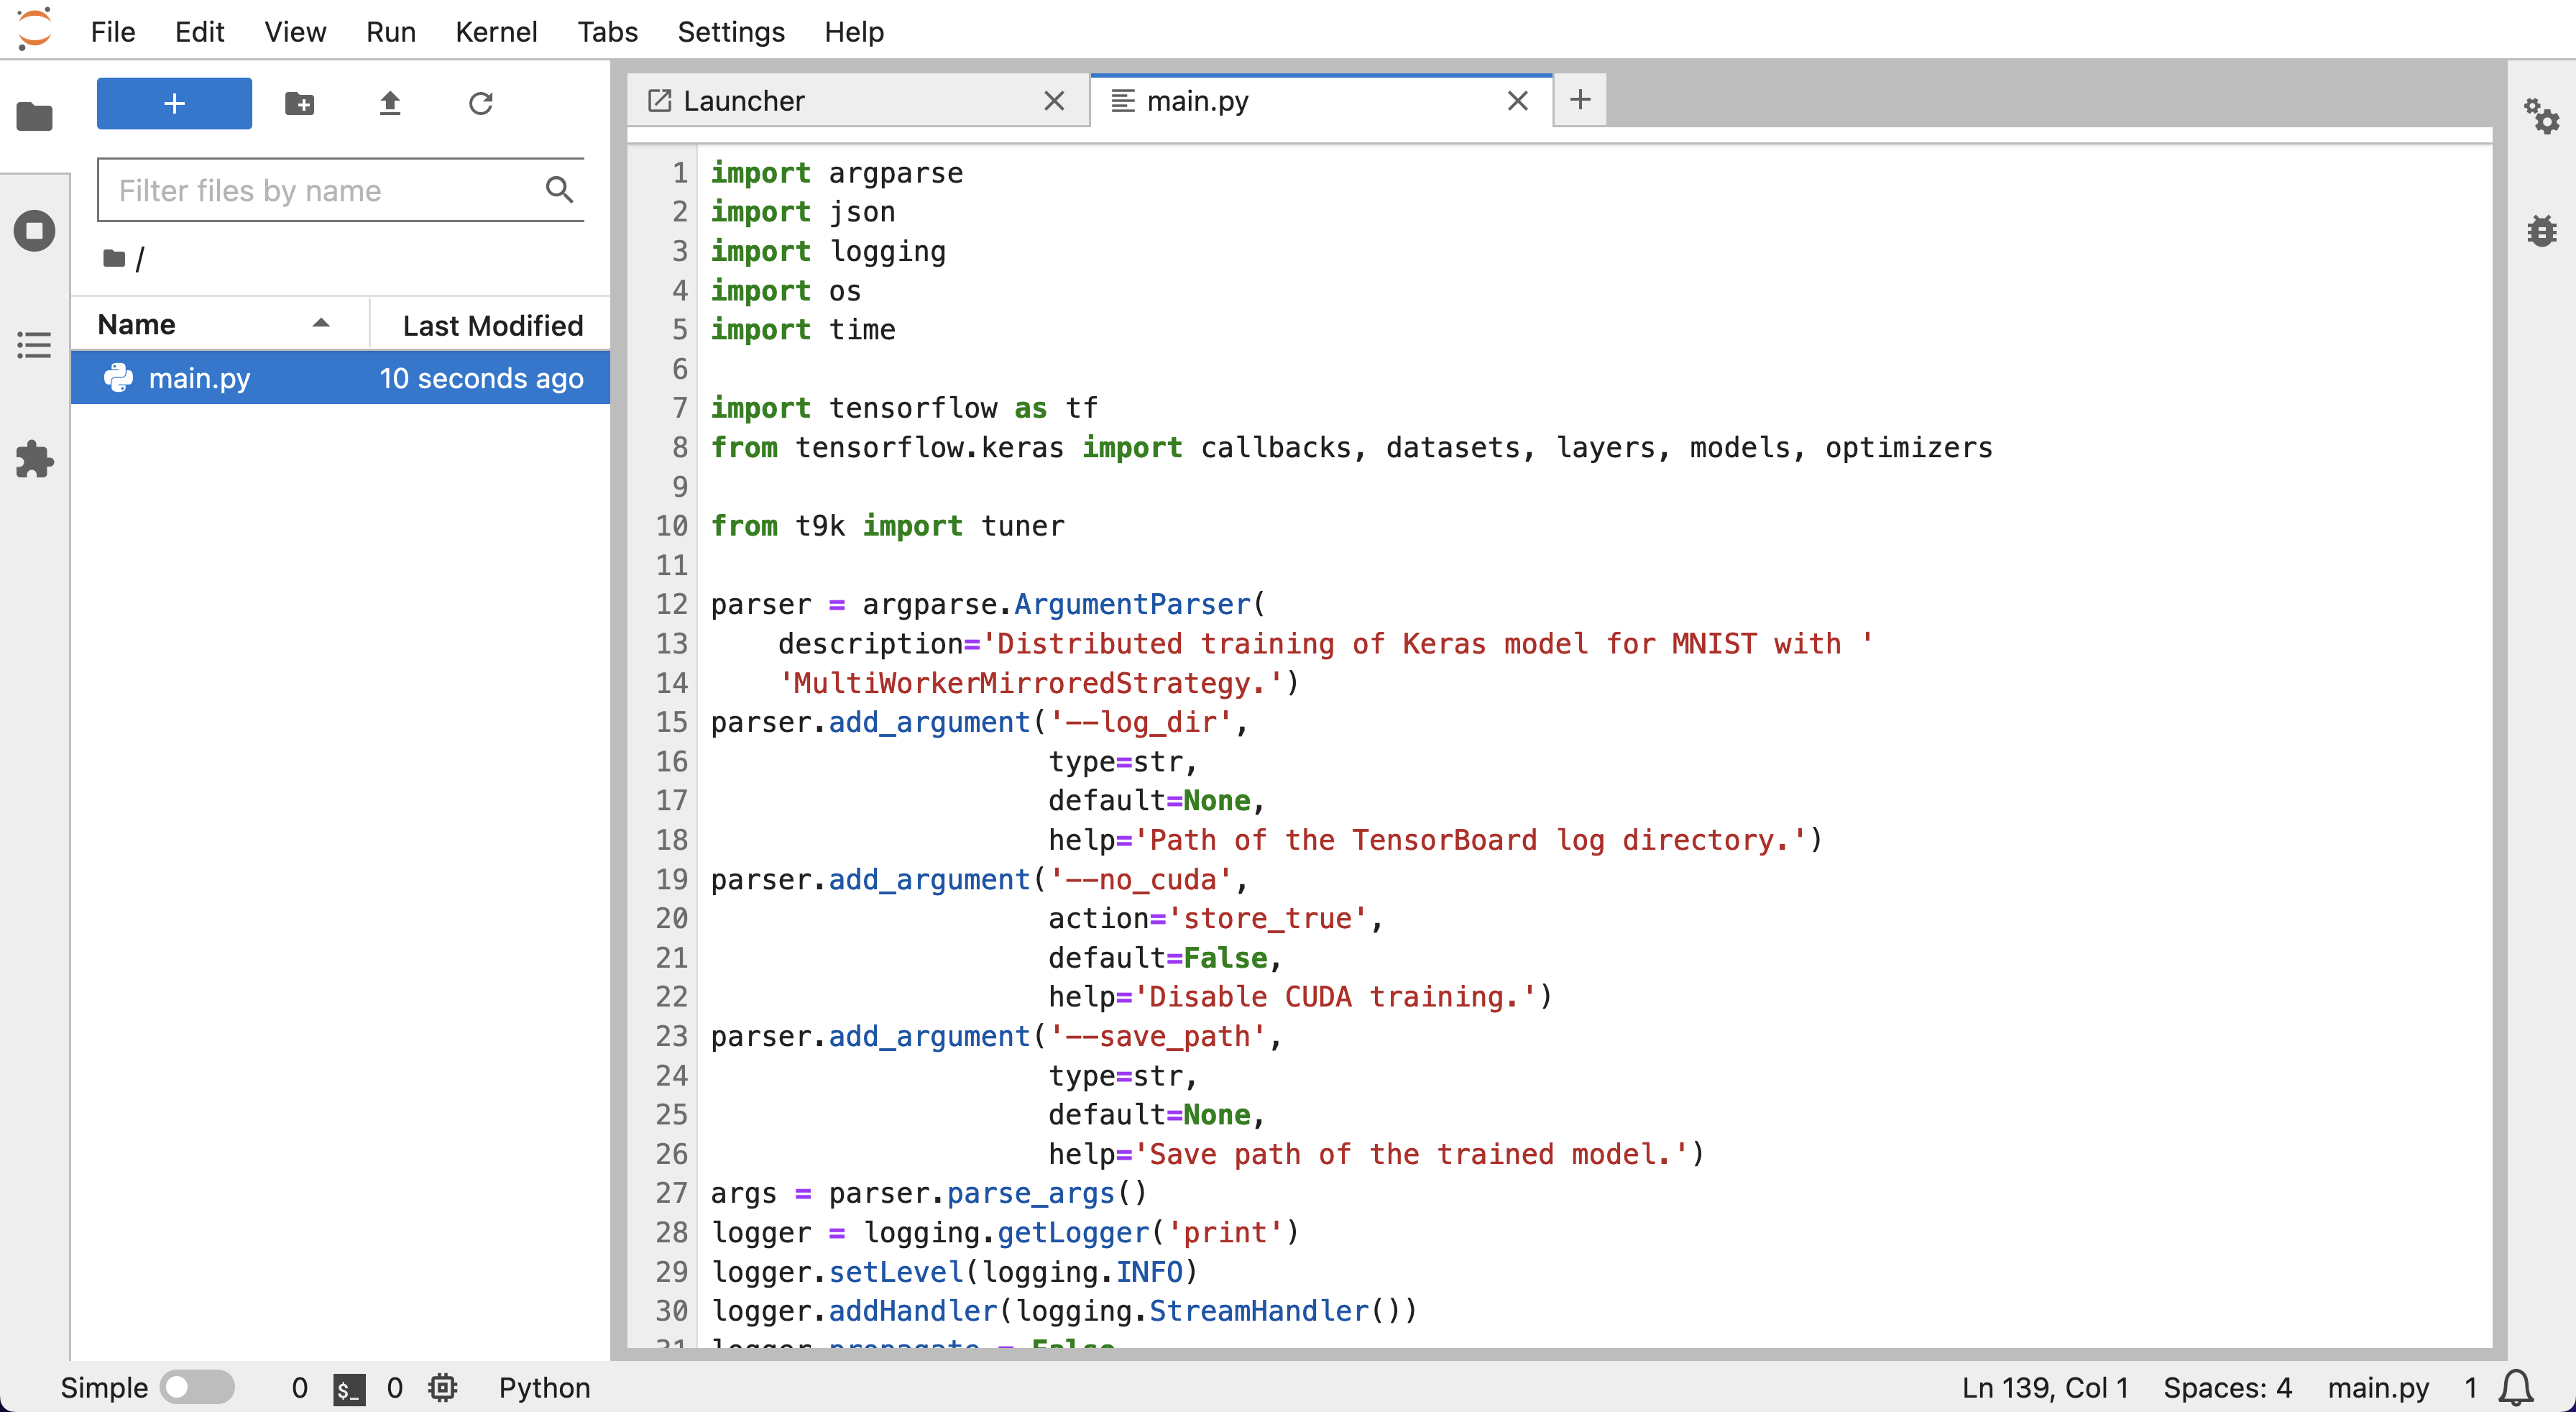 File Edit View Run Kernel Tabs Settings Help
Filter files by name
/
Name Last Modified
main.py 10 seconds ago
Launcher main.py
1 import argparse
2 import json
3 import logging
4 import os
5 import time
6
7 import tensorflow as tf
8 from tensorflow.keras import callbacks, datasets, layers, models, optimizers
9
10 from t9k import tuner
11
12 parser = argparse.ArgumentParser(
13     description='Distributed training of Keras model for MNIST with '
14     'MultiWorkerMirroredStrategy.')
15 parser.add_argument('--log_dir',
16                     type=str,
17                     default=None,
18                     help='Path of the TensorBoard log directory.')
19 parser.add_argument('--no_cuda',
20                     action='store_true',
21                     default=False,
22                     help='Disable CUDA training.')
23 parser.add_argument('--save_path',
24                     type=str,
25                     default=None,
26                     help='Save path of the trained model.')
27 args = parser.parse_args()
28 logger = logging.getLogger('print')
29 logger.setLevel(logging.INFO)
30 logger.addHandler(logging.StreamHandler())
31 logger.propagate = False
Simple 0 $_ 0 Python Ln 139, Col 1 Spaces: 4 main.py 1